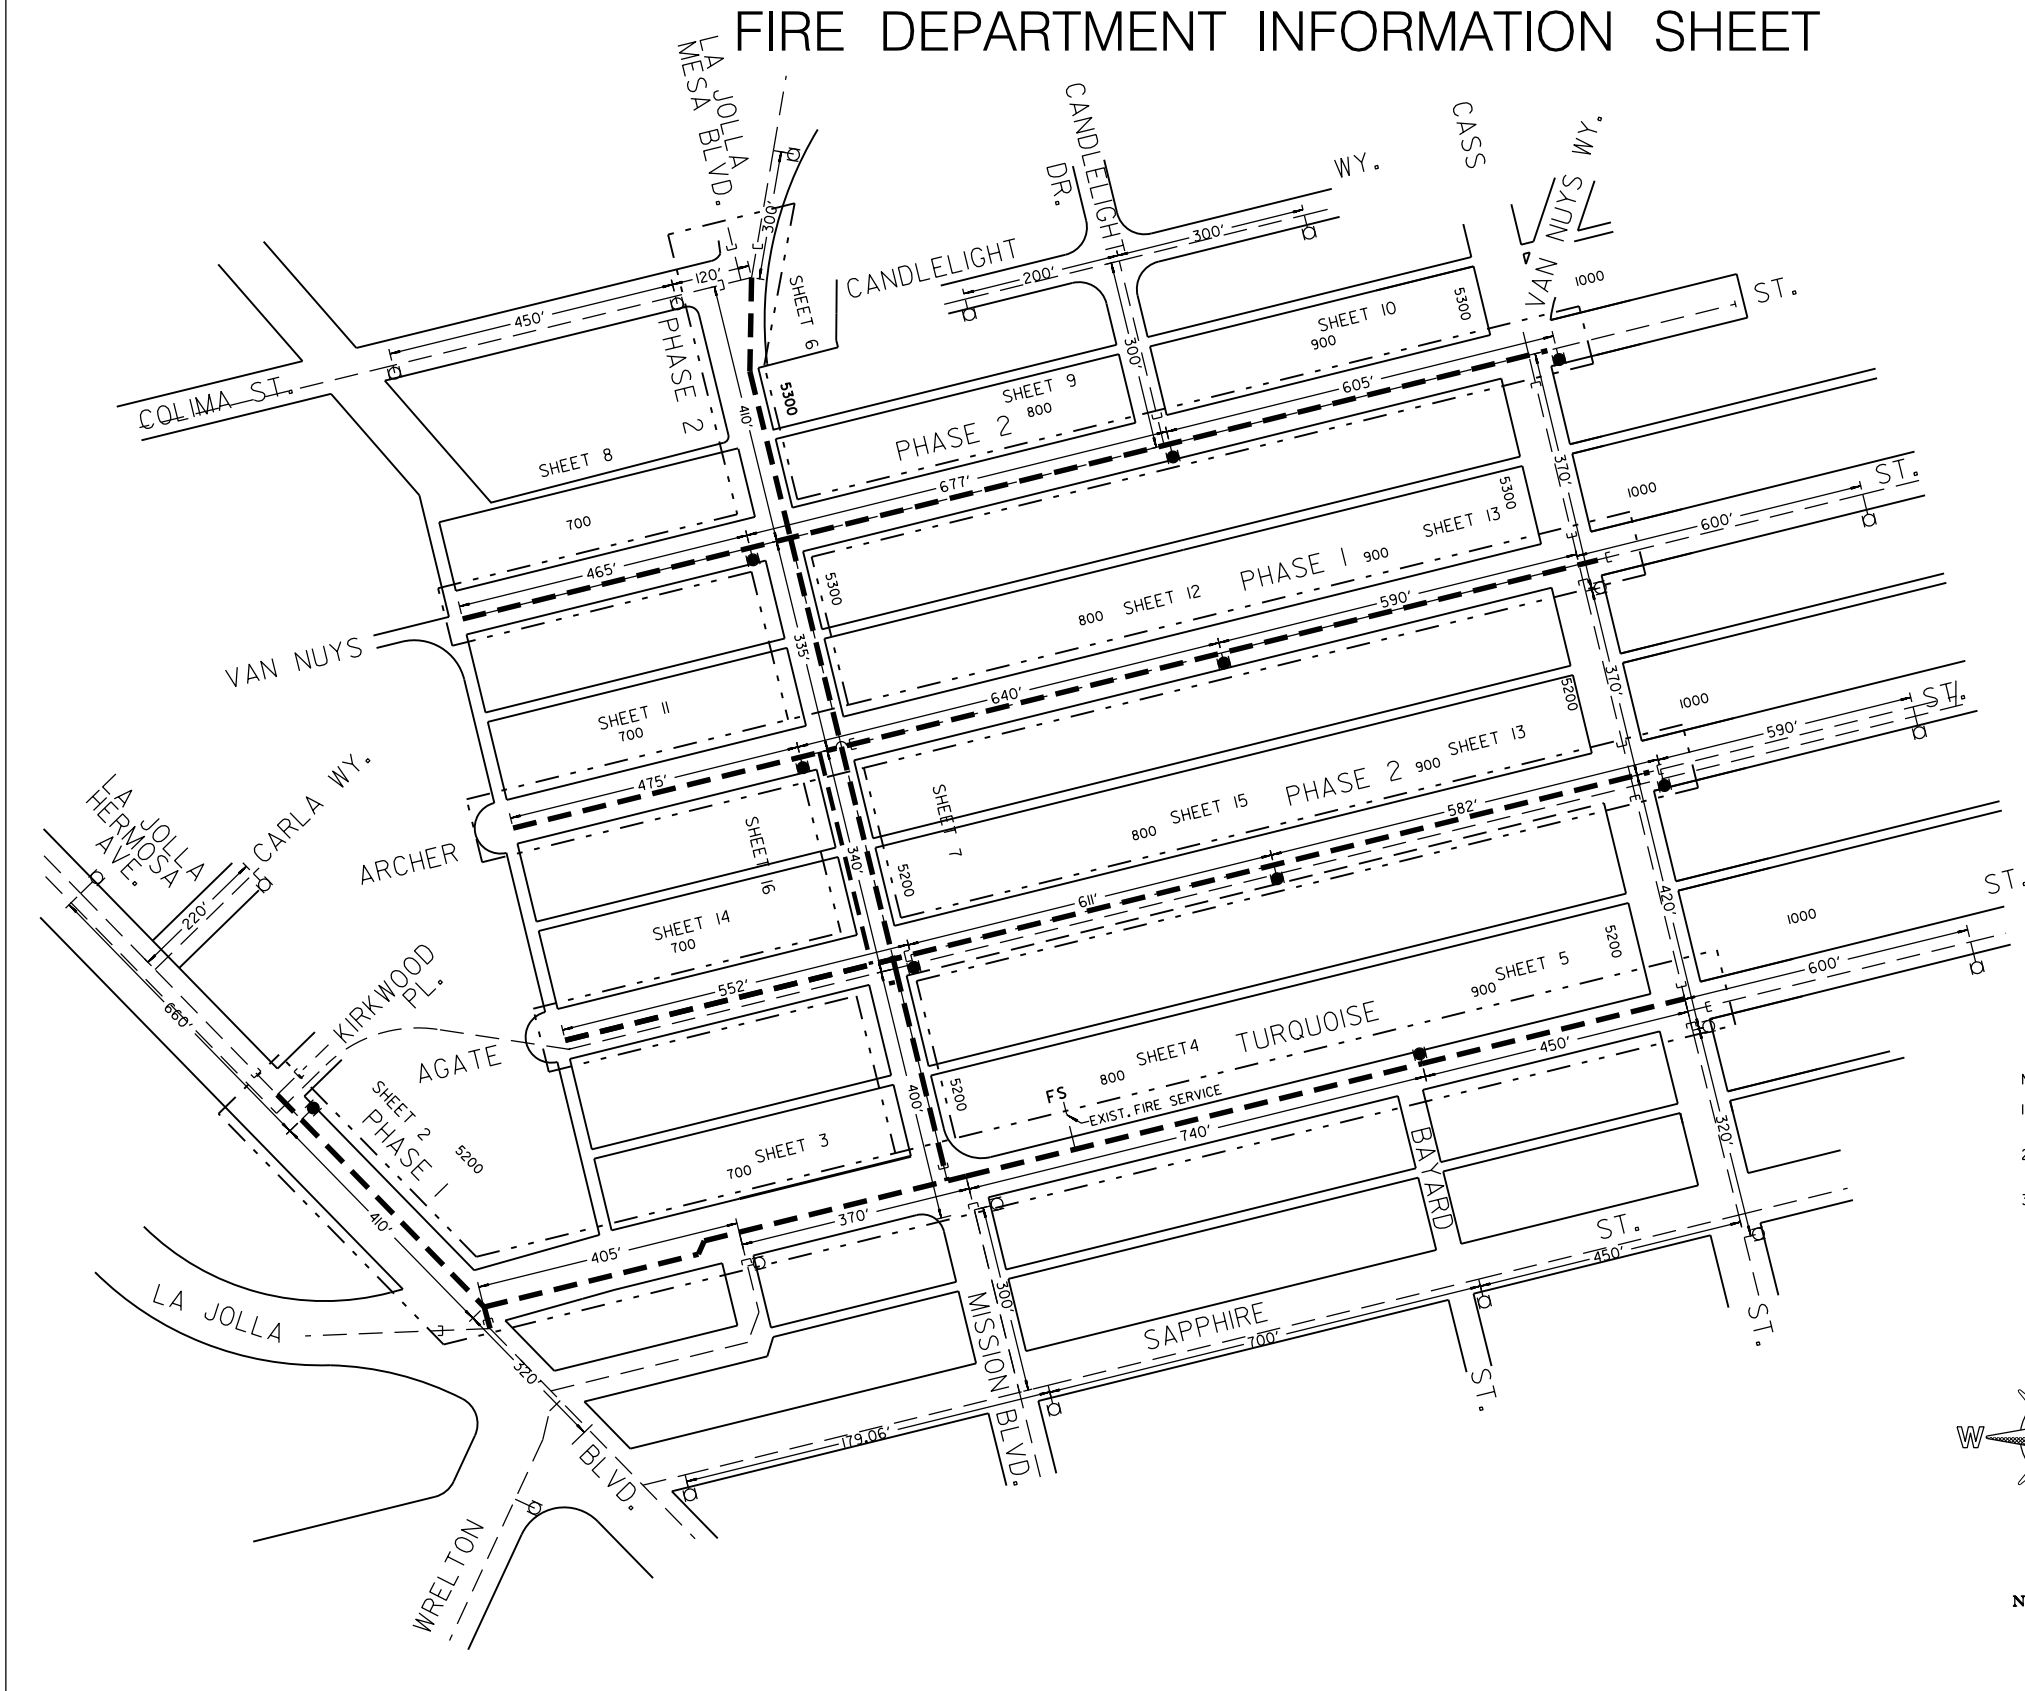 FIRE DEPARTMENT INFORMATION SHEET
LA JOLLA
MESA BLVD.
CANDLELIGHT
DR.
CASS
VAN NUYS WY.
WY.
300'
300'
120'
450'
200'
CANDLELIGHT
SHEET 6
1000
ST.
COLIMA ST.
PHASE 2
410'
5300
SHEET 10
900
5300
300'
605'
SHEET 9
800
PHASE 2
SHEET 8
700
677'
370'
465'
5300
5300
1000
ST.
600'
SHEET 13
PHASE 1 900
800 SHEET 12
590'
VAN NUYS
335'
SHEET 11
700
640'
370'
5200
1000
ST.
590'
SHEET 13
PHASE 2 900
800 SHEET 15
582'
475'
LA JOLLA
HERMOSA
AVE.
CARLA WY.
220'
ARCHER
SHEET 16
340'
SHEET 7
5200
SHEET 14
700
611'
420'
ST.
1000
5200
SHEET 5
900
600'
552'
660'
KIRKWOOD
PL.
AGATE
TURQUOISE
SHEET4
800
FS
EXIST. FIRE SERVICE
5200
400'
450'
740'
320'
BAYARD
SHEET 2
PHASE 1
5200
700 SHEET 3
410'
405'
370'
LA JOLLA
300'
MISSION BLVD.
SAPPHIRE
ST.
450'
700'
ST.
ST.
320'
179.06'
BLVD.
WRELTON
W
N